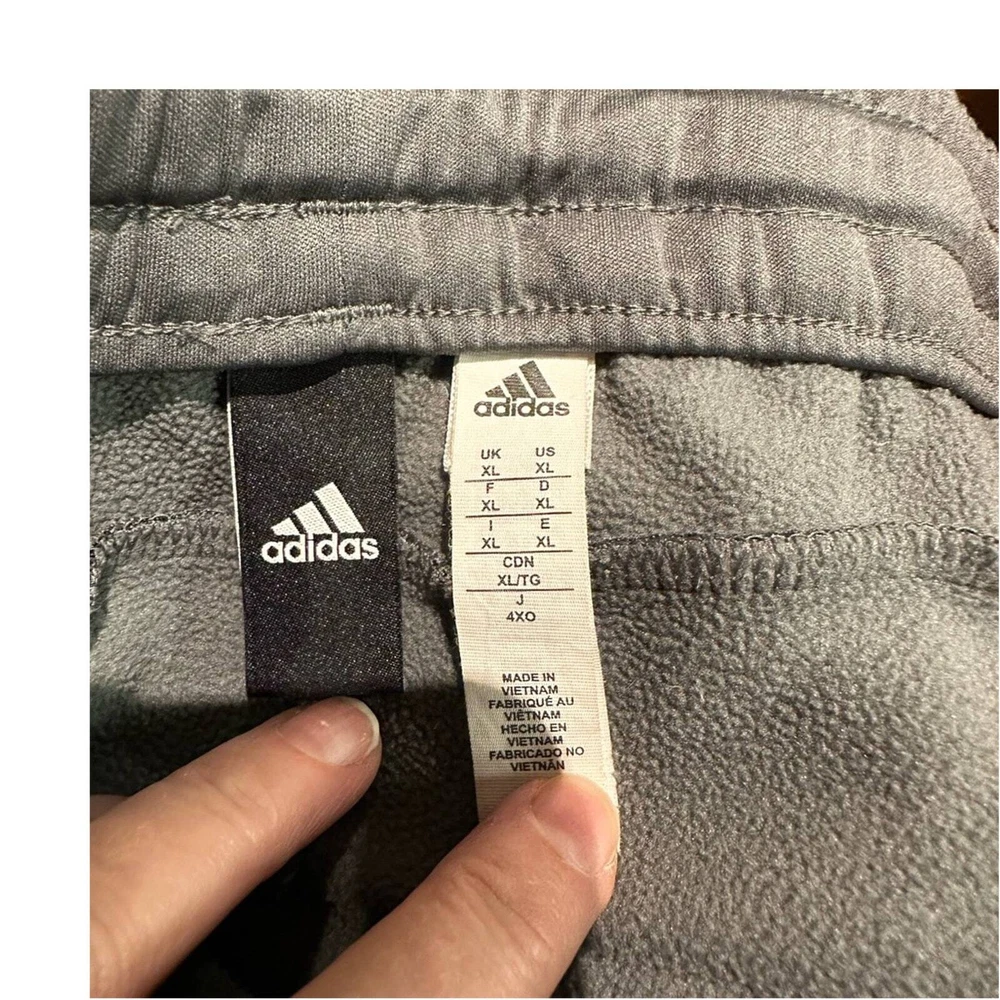 adidas
adidas
UK US
XL XL
F D
XL XL
I E
XL XL
CDN
XL/TG
J
4XO
MADE IN
VIETNAM
FABRIQUÉ AU
VIÊTNAM
HECHO EN
VIETNAM
FABRICADO NO
VIETNÃN